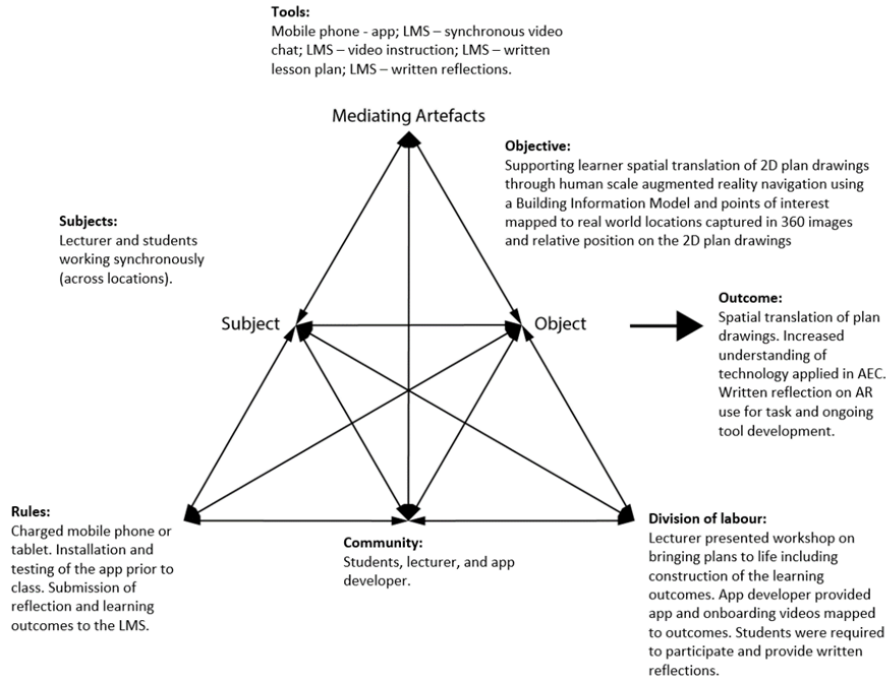 Tools:
Mobile phone - app; LMS – synchronous video
chat; LMS – video instruction; LMS – written
lesson plan; LMS – written reflections.
Mediating Artefacts
Objective:
Supporting learner spatial translation of 2D plan drawings
through human scale augmented reality navigation using
a Building Information Model and points of interest
mapped to real world locations captured in 360 images
and relative position on the 2D plan drawings
Subjects:
Lecturer and students
working synchronously
(across locations).
Subject
Object
Outcome:
Spatial translation of plan
drawings. Increased
understanding of
technology applied in AEC.
Written reflection on AR
use for task and ongoing
tool development.
Rules:
Charged mobile phone or
tablet. Installation and
testing of the app prior to
class. Submission of
reflection and learning
outcomes to the LMS.
Community:
Students, lecturer, and app
developer.
Division of labour:
Lecturer presented workshop on
bringing plans to life including
construction of the learning
outcomes. App developer provided
app and onboarding videos mapped
to outcomes. Students were required
to participate and provide written
reflections.